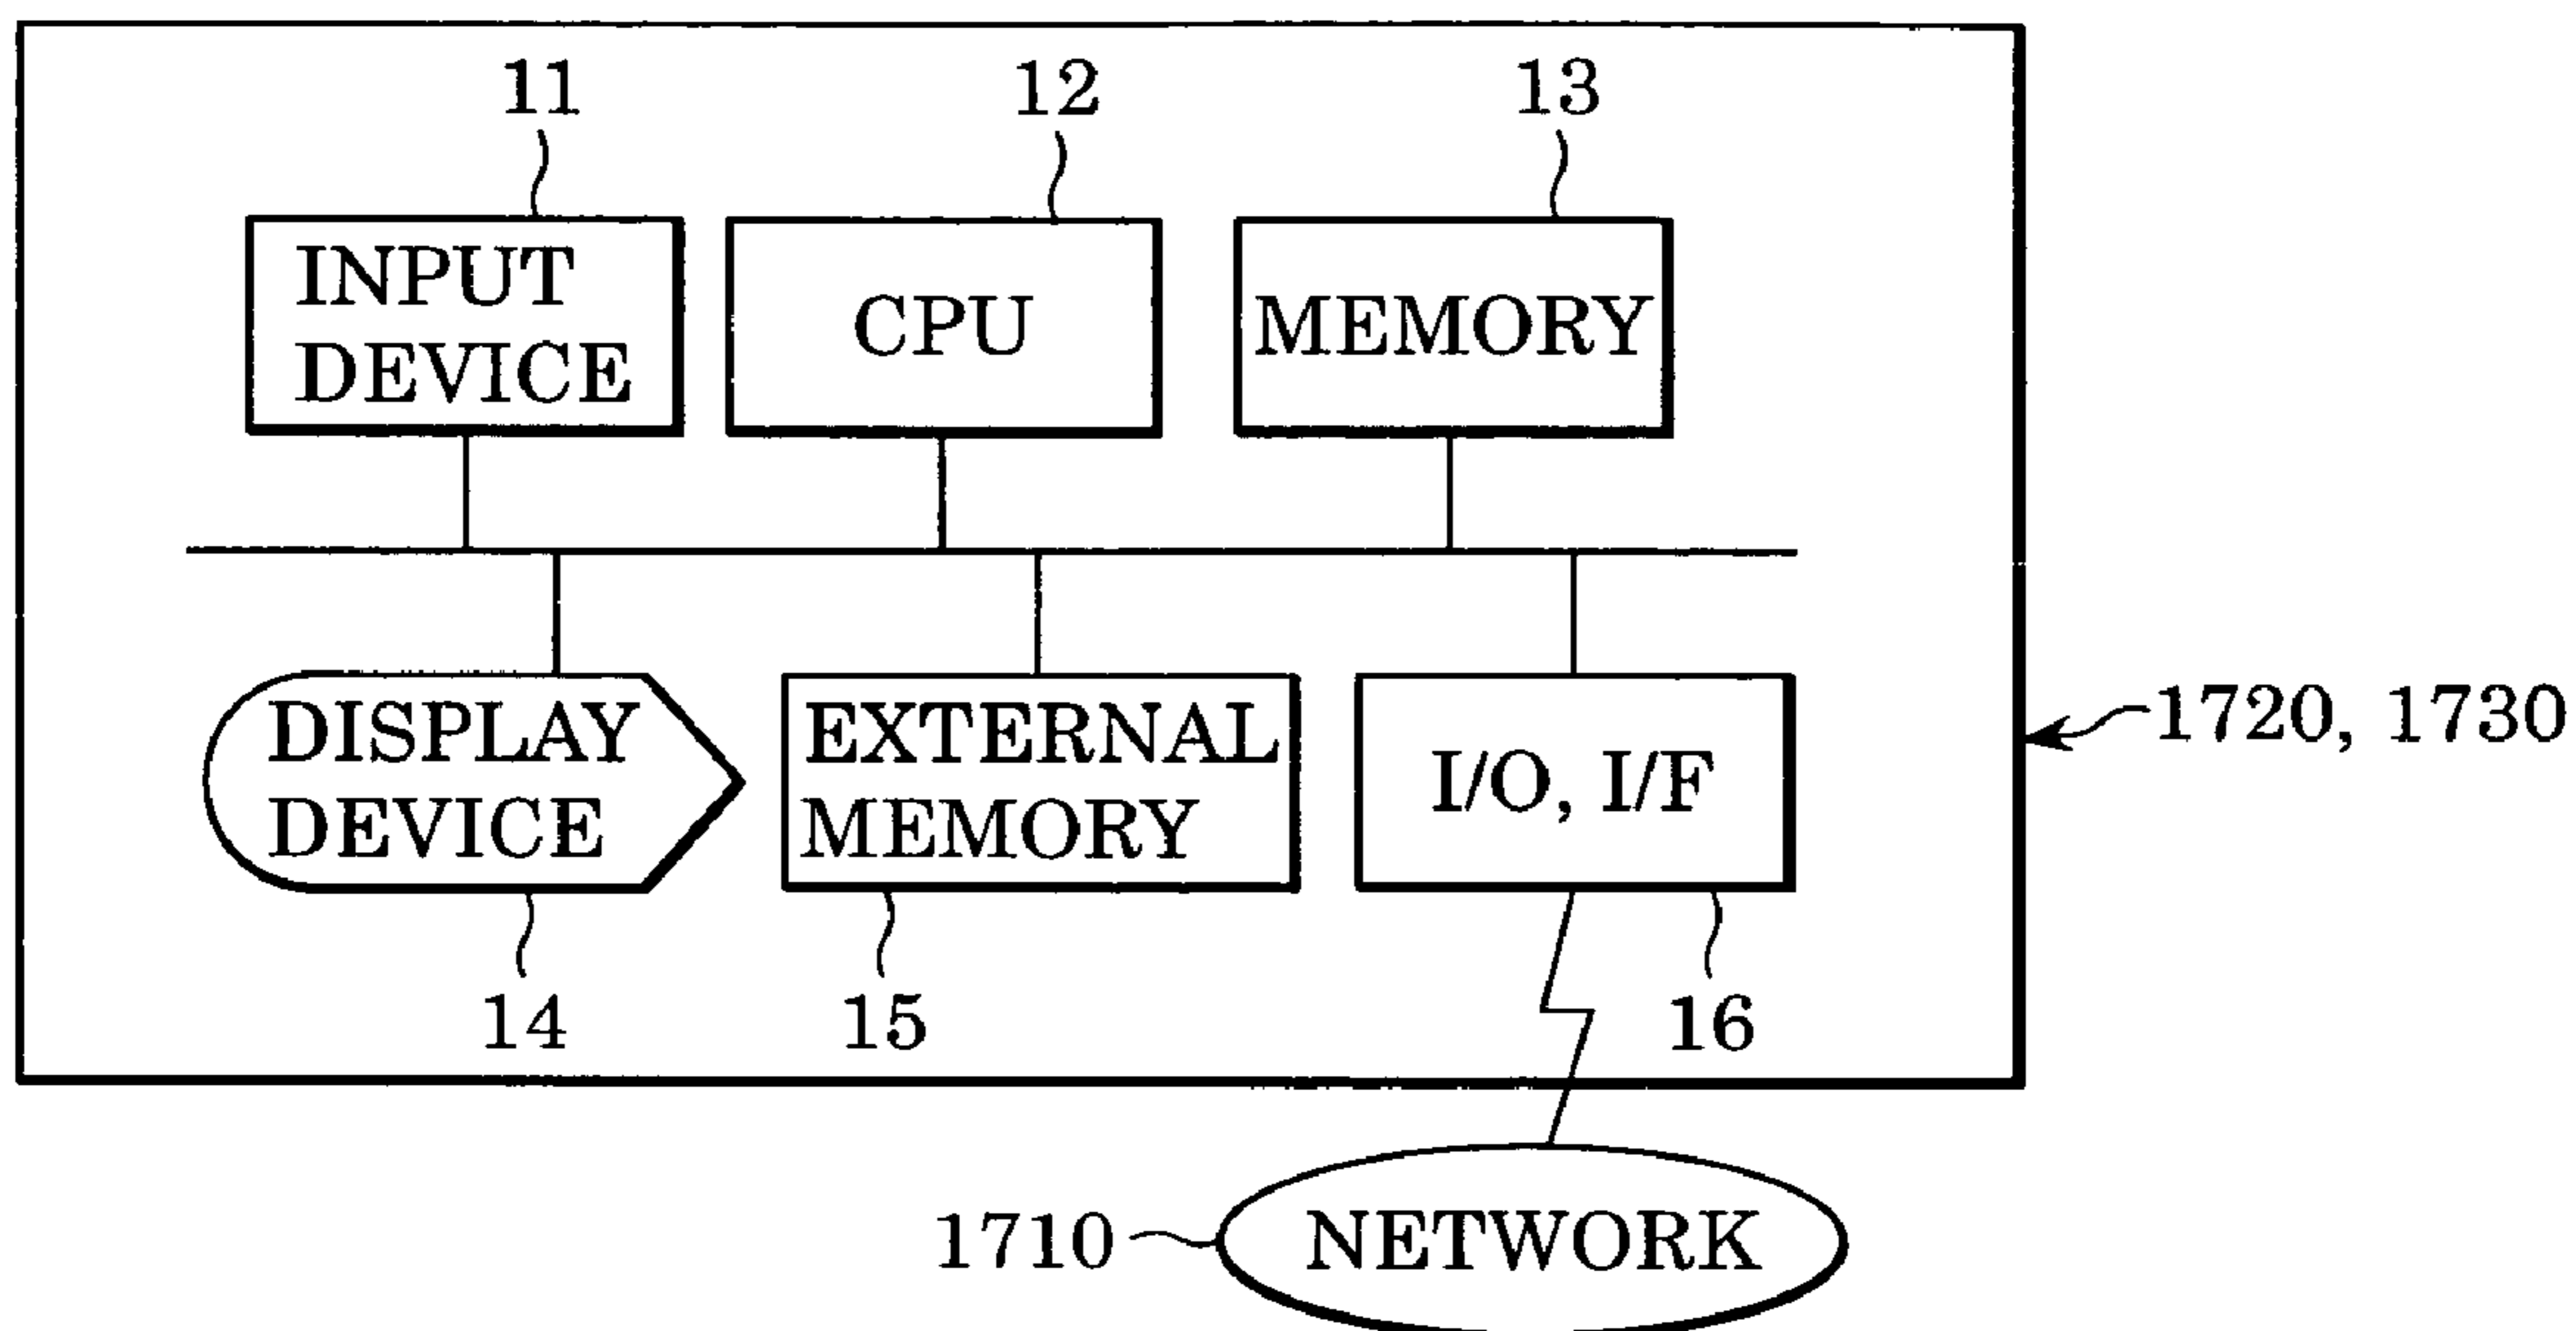 11
12
13
INPUT
DEVICE
CPU
MEMORY
DISPLAY
DEVICE
EXTERNAL
MEMORY
I/O, I/F
1720, 1730
14
15
16
1710
NETWORK